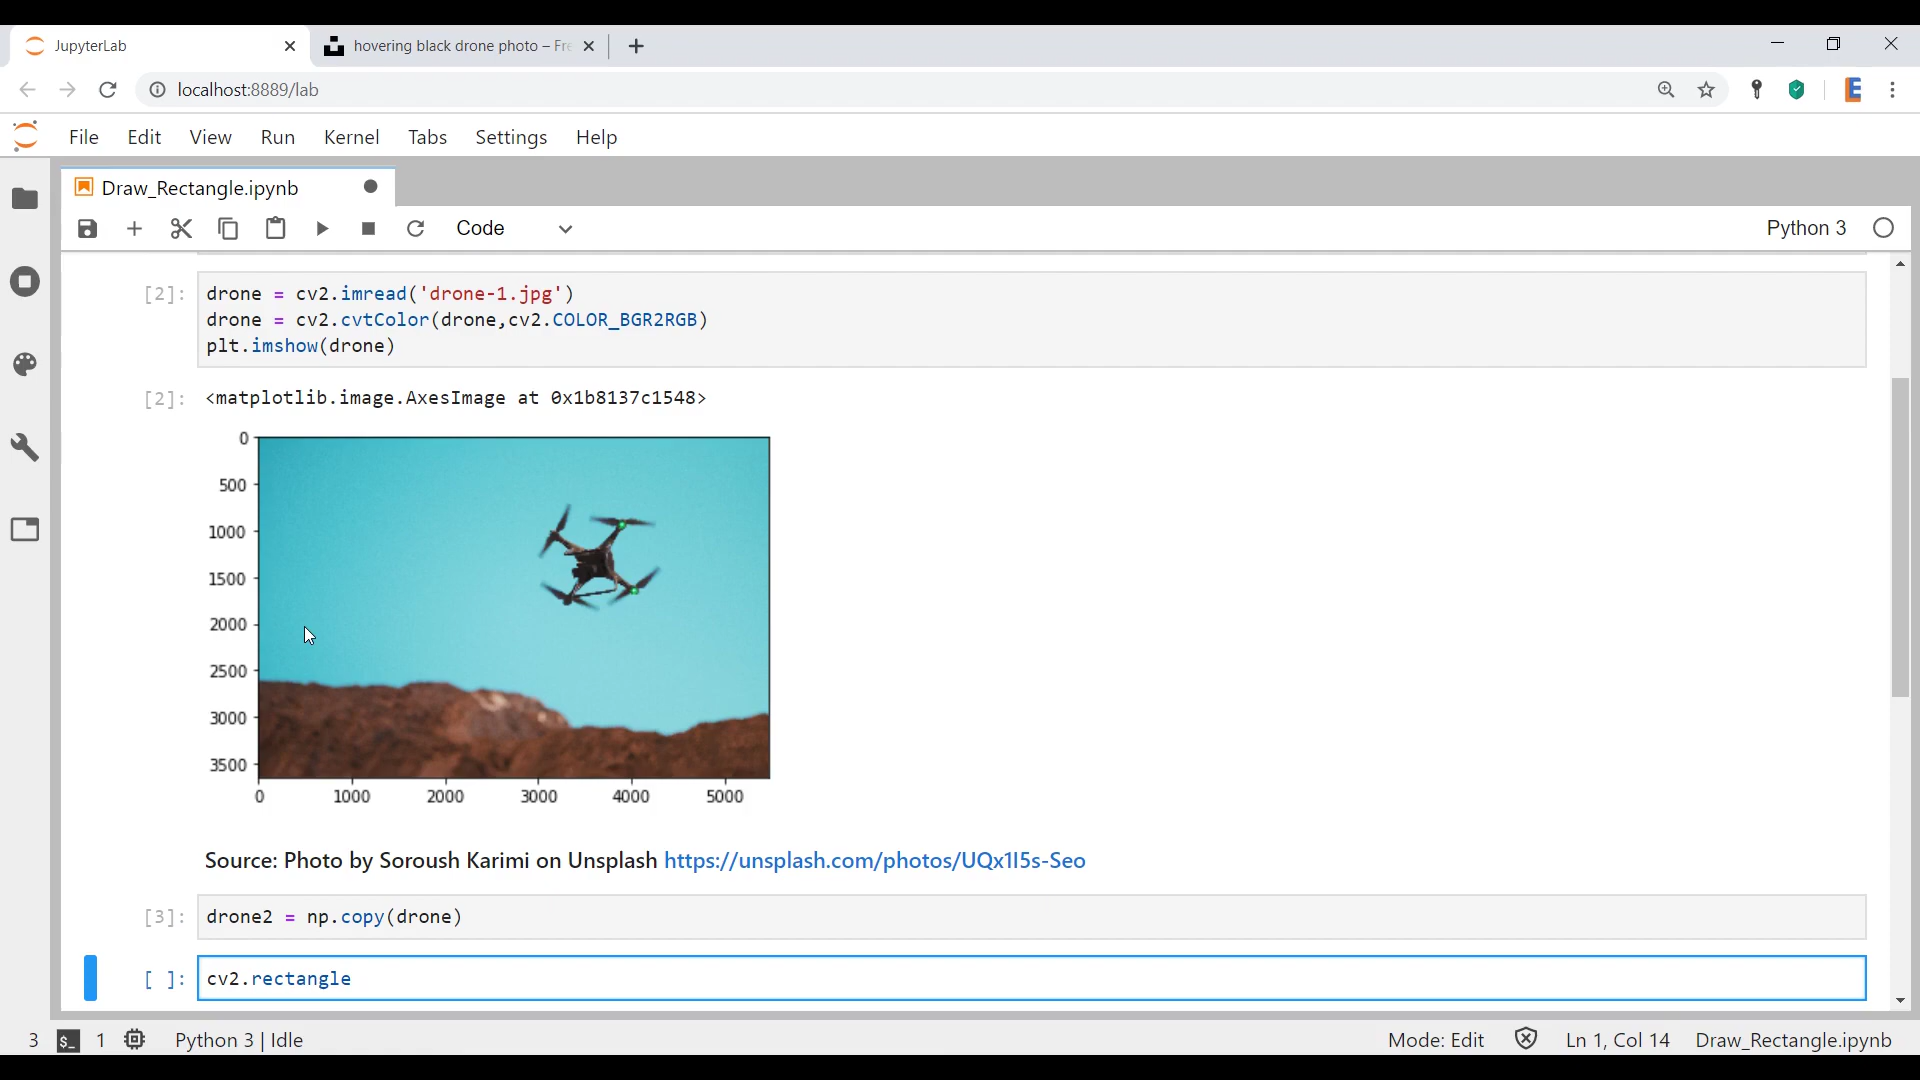 JupyterLab
hovering black drone photo – Fre
localhost:8889/lab
File Edit View Run Kernel Tabs Settings Help
Draw_Rectangle.ipynb
Code
Python 3
[2]: drone = cv2.imread('drone-1.jpg')
drone = cv2.cvtColor(drone,cv2.COLOR_BGR2RGB)
plt.imshow(drone)
[2]: <matplotlib.image.AxesImage at 0x1b8137c1548>
0
500
1000
1500
2000
2500
3000
3500
0 1000 2000 3000 4000 5000
Source: Photo by Soroush Karimi on Unsplash https://unsplash.com/photos/UQx1I5s-Seo
[3]: drone2 = np.copy(drone)
[ ]: cv2.rectangle
3 $_ 1 Python 3 | Idle Mode: Edit Ln 1, Col 14 Draw_Rectangle.ipynb